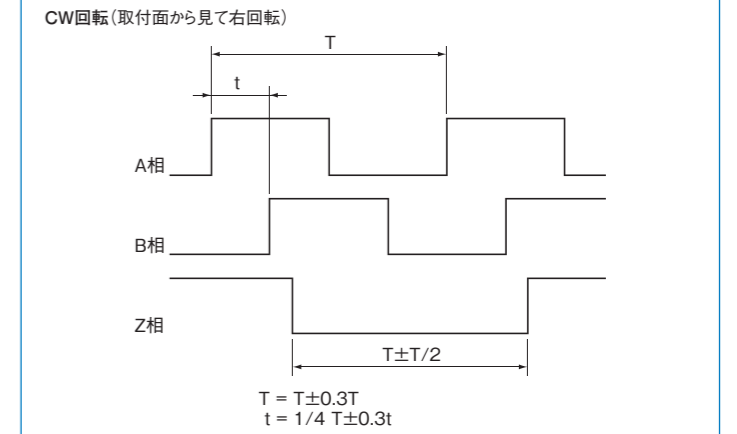 CW回転（取付面から見て右回転）
T
t
A相
B相
Z相
T±T/2
T = T±0.3T
t = 1/4 T±0.3t